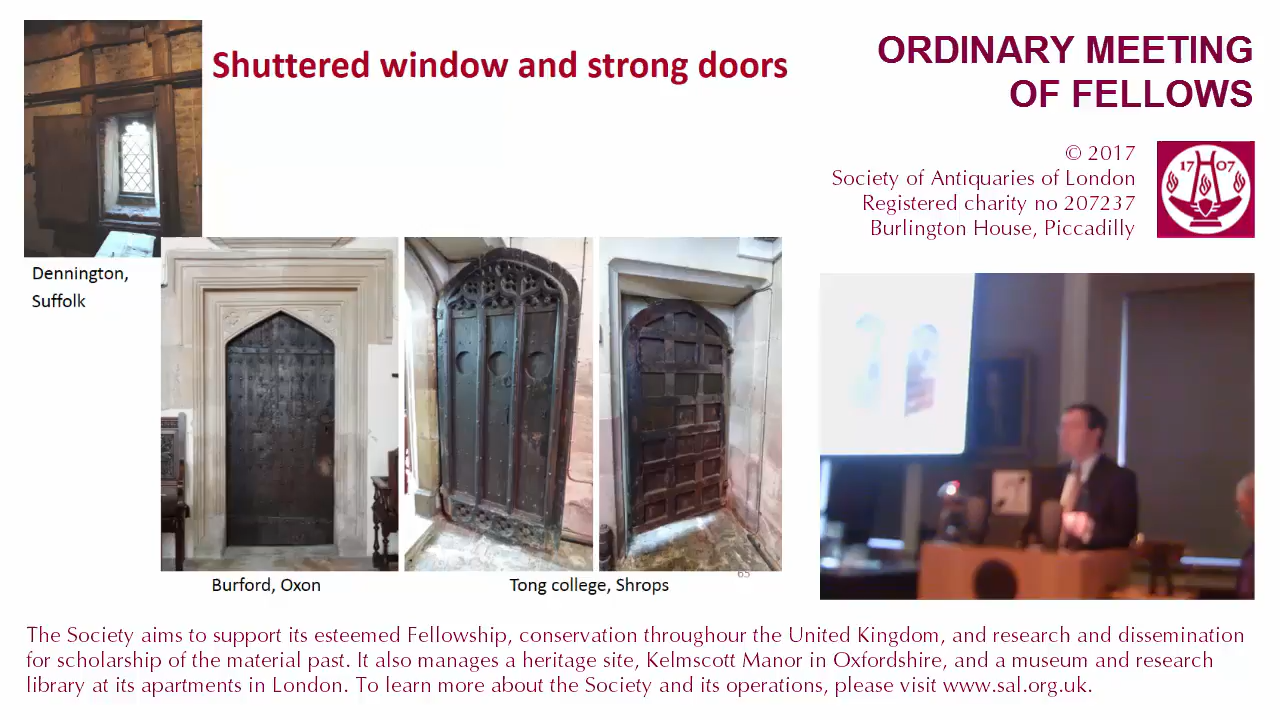 Shuttered window and strong doors
Dennington,
Suffolk
Burford, Oxon
Tong college, Shrops
65
ORDINARY MEETING
OF FELLOWS
© 2017
Society of Antiquaries of London
Registered charity no 207237
Burlington House, Piccadilly
17 07
The Society aims to support its esteemed Fellowship, conservation throughour the United Kingdom, and research and dissemination
for scholarship of the material past. It also manages a heritage site, Kelmscott Manor in Oxfordshire, and a museum and research
library at its apartments in London. To learn more about the Society and its operations, please visit www.sal.org.uk.